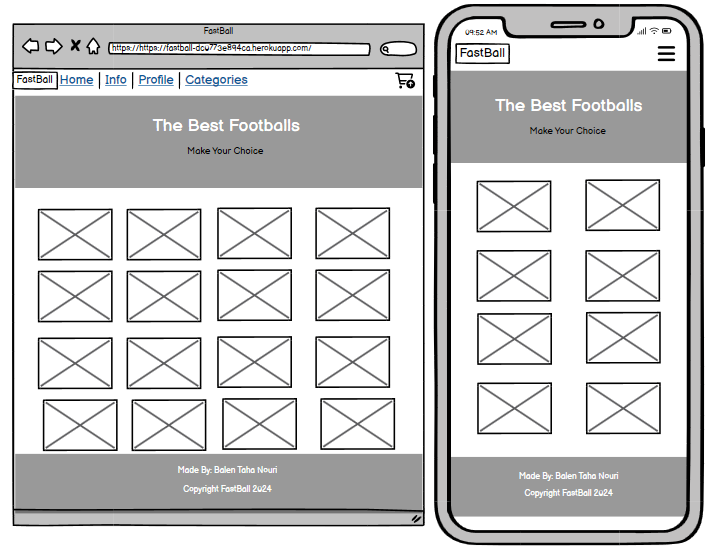 FastBall
https://https://fastball-dc0773e894ca.herokuapp.com/
FastBall Home Info Profile Categories
The Best Footballs
Make Your Choice
Made By: Balen Taha Nouri
Copyright FastBall 2024
09:52 AM
FastBall
The Best Footballs
Make Your Choice
Made By: Balen Taha Nouri
Copyright FastBall 2024